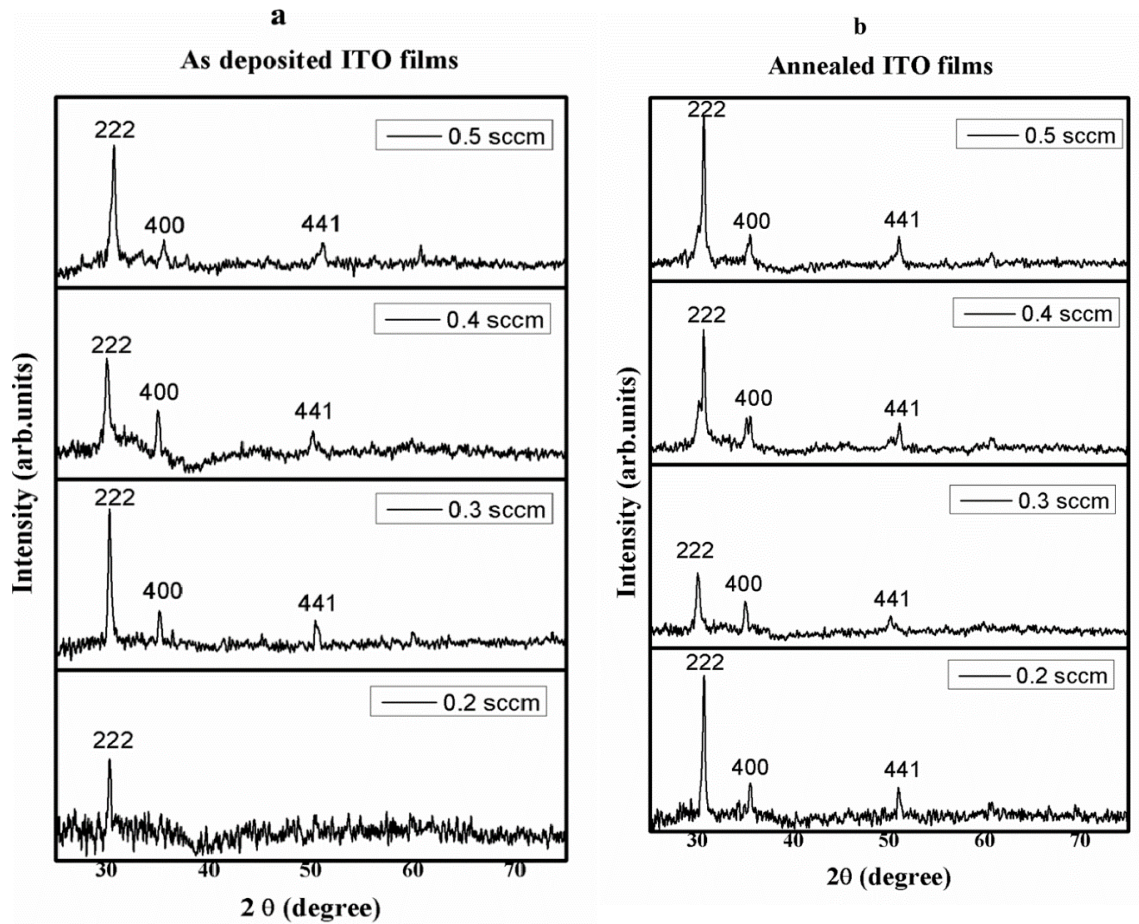 a
As deposited ITO films
222
400
441
0.5 sccm
222
400
441
0.4 sccm
222
400
441
0.3 sccm
222
0.2 sccm
30 40 50 60 70
2 θ (degree)
Intensity (arb.units)
b
Annealed ITO films
222
400
441
0.5 sccm
222
400
441
0.4 sccm
222
400
441
0.3 sccm
222
400
441
0.2 sccm
30 40 50 60 70
2θ (degree)
Intensity (arb.units)